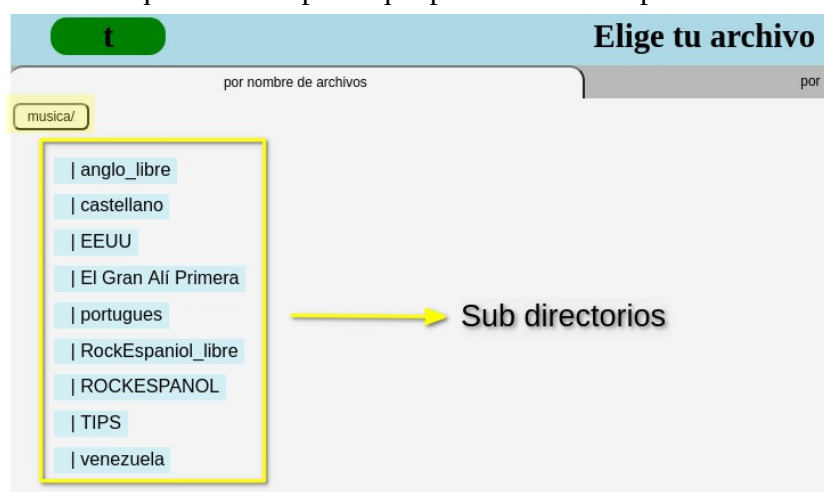 t
Elige tu archivo
por nombre de archivos
por
musica/
| anglo_libre
| castellano
| EEUU
| El Gran Alí Primera
| portugues
| RockEspaniol_libre
| ROCKESPANOL
| TIPS
| venezuela
Sub directorios